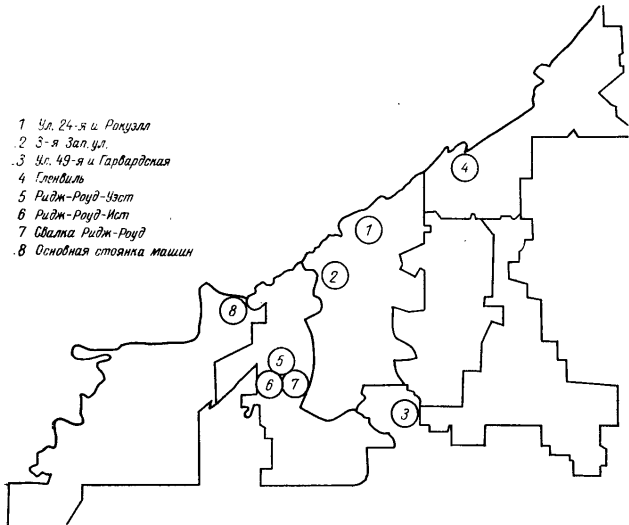 1 Ул. 24-я и Рокуэлл
2 3-я Зап. ул.
3 Ул. 49-я и Гарвардская
4 Гленвиль
5 Ридж-Роуд-Уэст
6 Ридж-Роуд-Ист
7 Свалка Ридж-Роуд
8 Основная стоянка машин
4
1
2
8
5
6 7
3